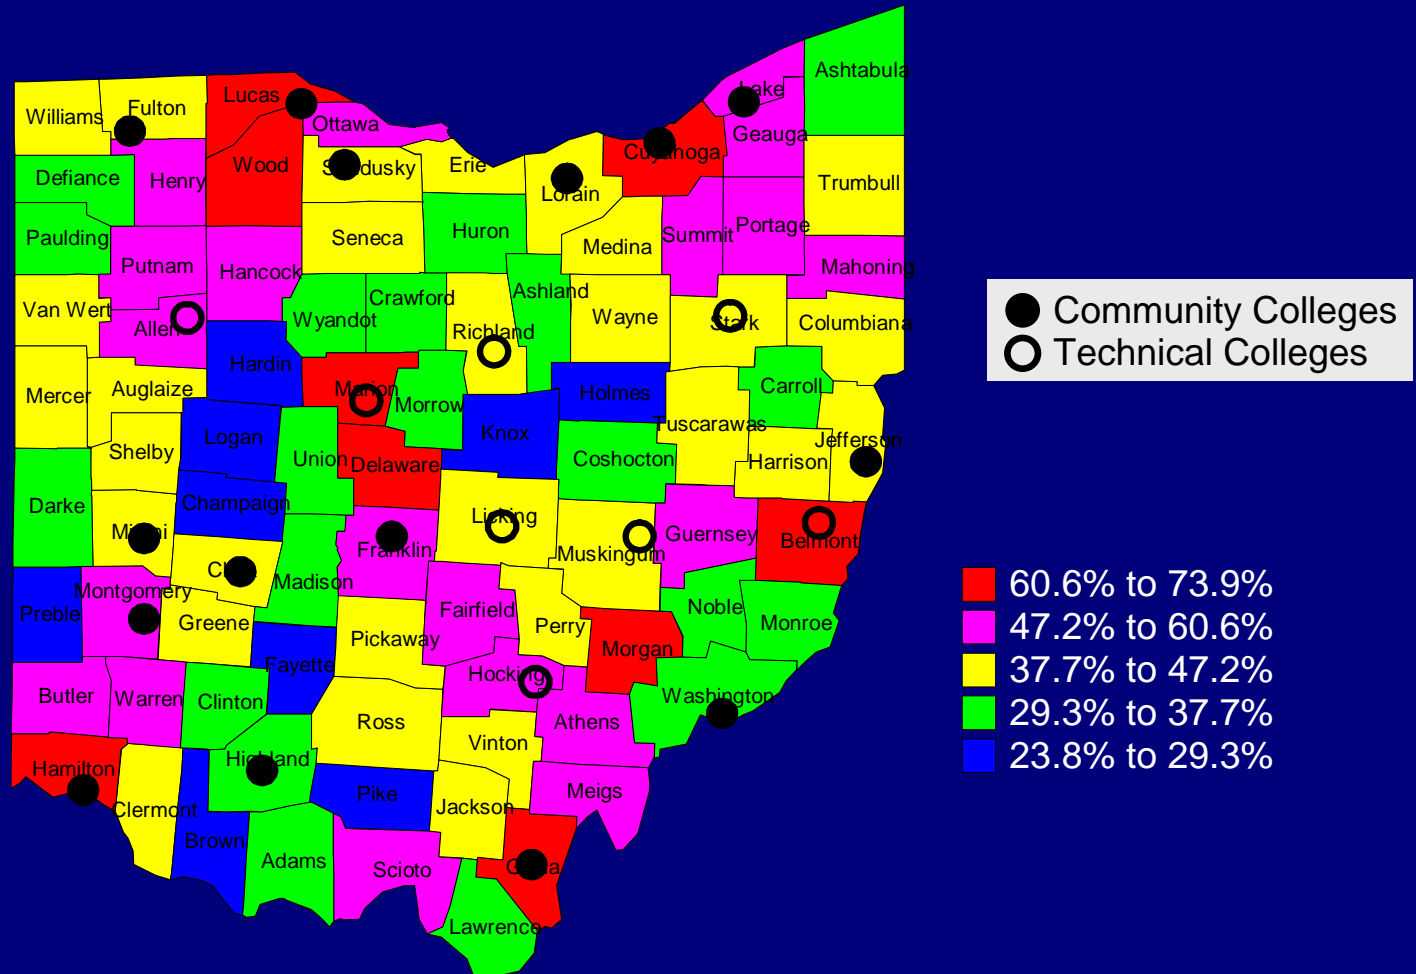 Ashtabula
Lake
Lucas
Fulton
Williams
Ottawa
Geauga
Cuyahoga
Wood
Sandusky
Erie
Defiance
Henry
Trumbull
Lorain
Portage
Huron
Summit
Paulding
Seneca
Medina
Putnam
Hancock
Mahoning
Ashland
Crawford
Van Wert
Wyandot
Wayne
Stark
Columbiana
Allen
Richland
Hardin
Carroll
Auglaize
Marion
Holmes
Mercer
Morrow
Tuscarawas
Logan
Knox
Jefferson
Shelby
Union
Delaware
Coshocton
Harrison
Champaign
Darke
Licking
Miami
Guernsey
Belmont
Franklin
Muskingum
Clark
Madison
Montgomery
Noble
Preble
Fairfield
Greene
Perry
Monroe
Pickaway
Morgan
Fayette
Hocking
Butler
Warren
Clinton
Washington
Ross
Athens
Vinton
Highland
Hamilton
Pike
Meigs
Clermont
Jackson
Brown
Adams
Scioto
Gallia
Lawrence
Community Colleges
Technical Colleges
60.6% to 73.9%
47.2% to 60.6%
37.7% to 47.2%
29.3% to 37.7%
23.8% to 29.3%